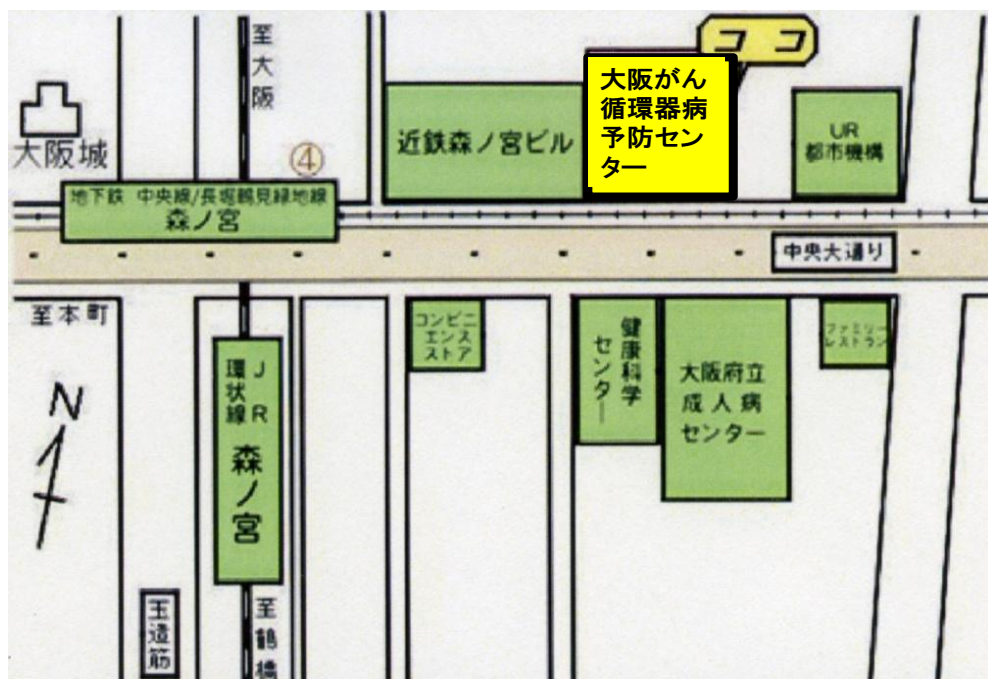 至大阪
ココ
大阪がん
循環器病
予防セン
ター
大阪城
④
近鉄森ノ宮ビル
UR
都市機構
地下鉄 中央線/長堀鶴見緑地線
森ノ宮
中央大通り
至本町
コンビニ
エンス
ストア
健康科学
センター
大阪府立
成人病
センター
ファミリー
レストラン
N
JR
環状線
森ノ宮
玉造筋
至鶴橋